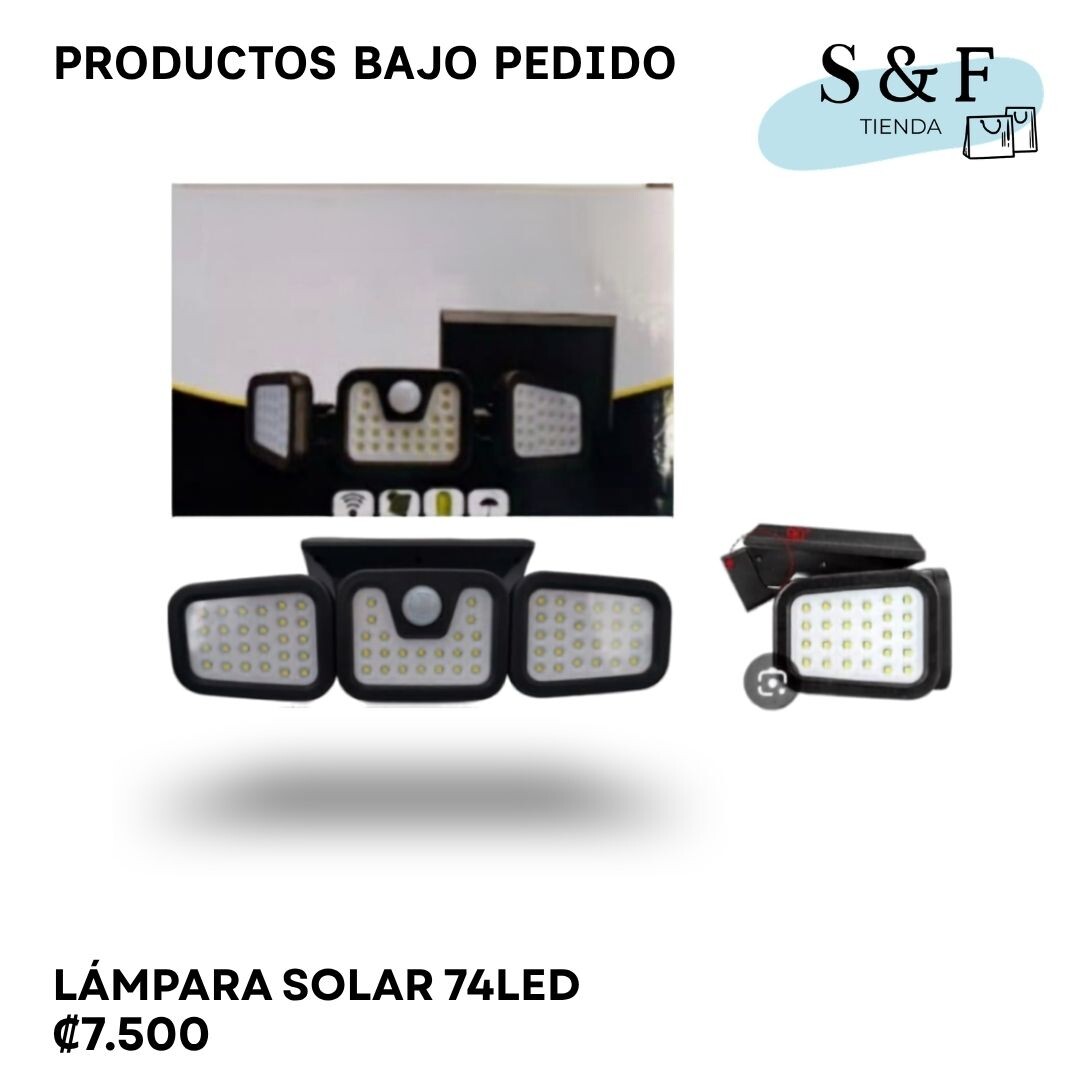 PRODUCTOS BAJO PEDIDO
S & F
TIENDA
LÁMPARA SOLAR 74LED
₡7.500